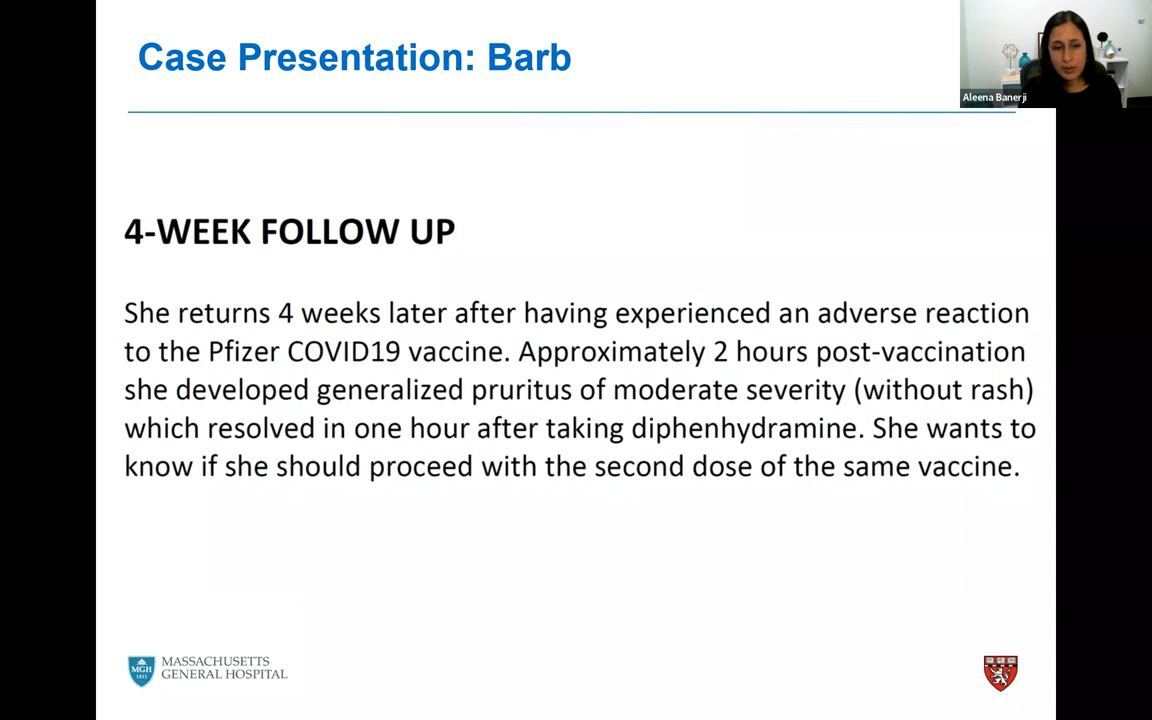 Case Presentation: Barb
Aleena Banerji
4-WEEK FOLLOW UP
She returns 4 weeks later after having experienced an adverse reaction
to the Pfizer COVID19 vaccine. Approximately 2 hours post-vaccination
she developed generalized pruritus of moderate severity (without rash)
which resolved in one hour after taking diphenhydramine. She wants to
know if she should proceed with the second dose of the same vaccine.
MGH
1811
MASSACHUSETTS
GENERAL HOSPITAL